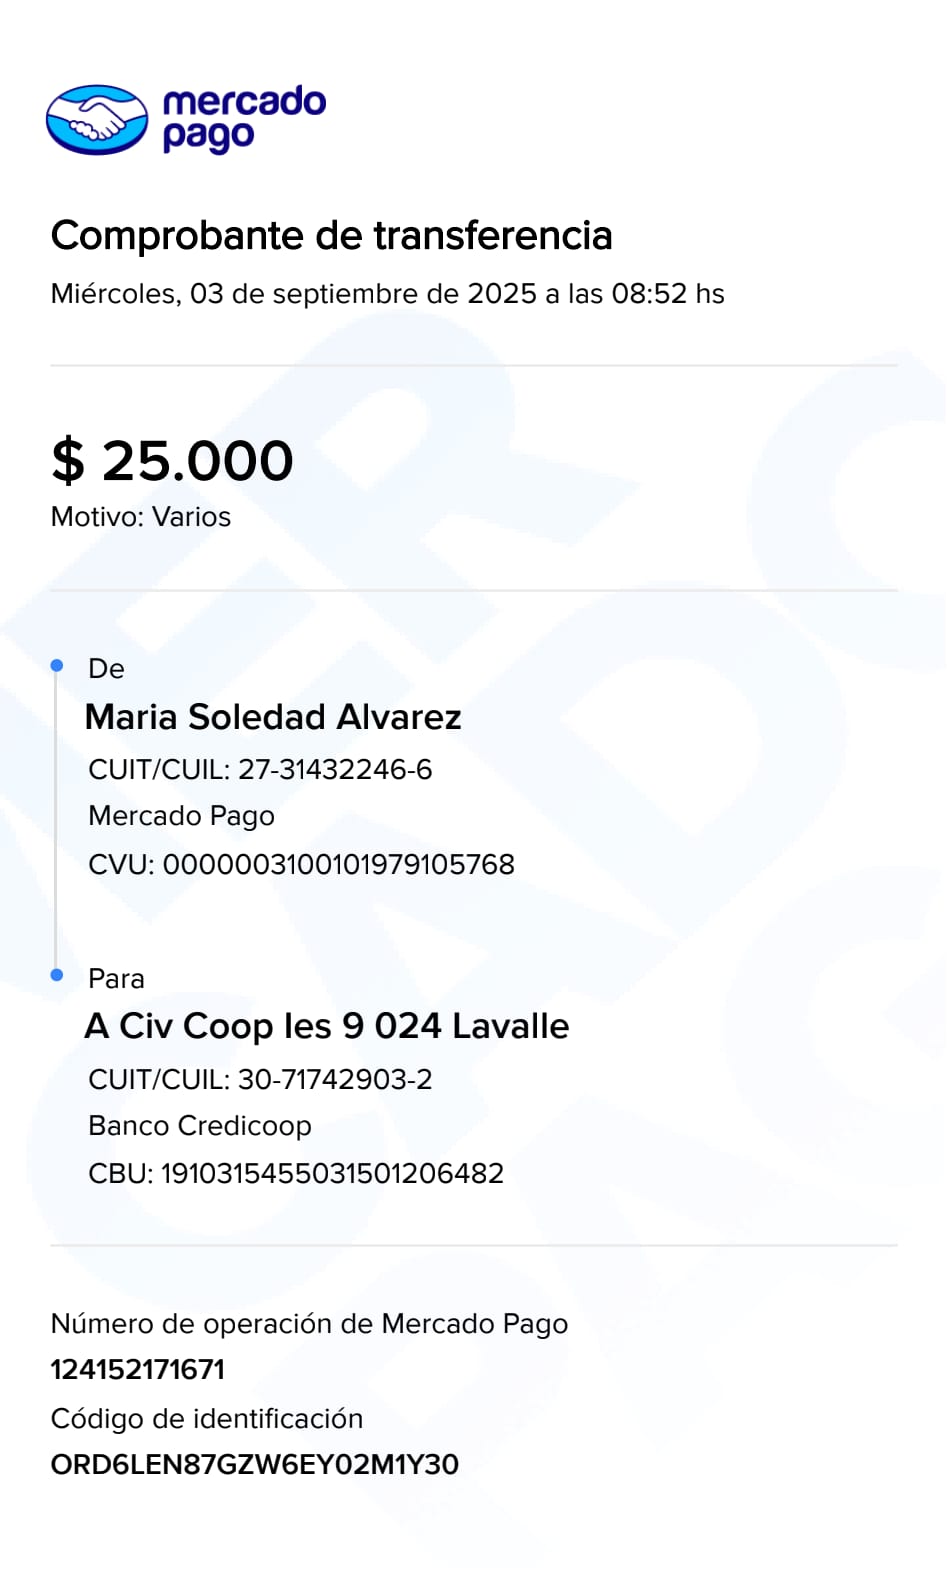 mercado
pago
Comprobante de transferencia
Miércoles, 03 de septiembre de 2025 a las 08:52 hs
$ 25.000
Motivo: Varios
De
Maria Soledad Alvarez
CUIT/CUIL: 27-31432246-6
Mercado Pago
CVU: 0000003100101979105768
Para
A Civ Coop Ies 9 024 Lavalle
CUIT/CUIL: 30-71742903-2
Banco Credicoop
CBU: 1910315455031501206482
Número de operación de Mercado Pago
124152171671
Código de identificación
ORD6LEN87GZW6EY02M1Y30